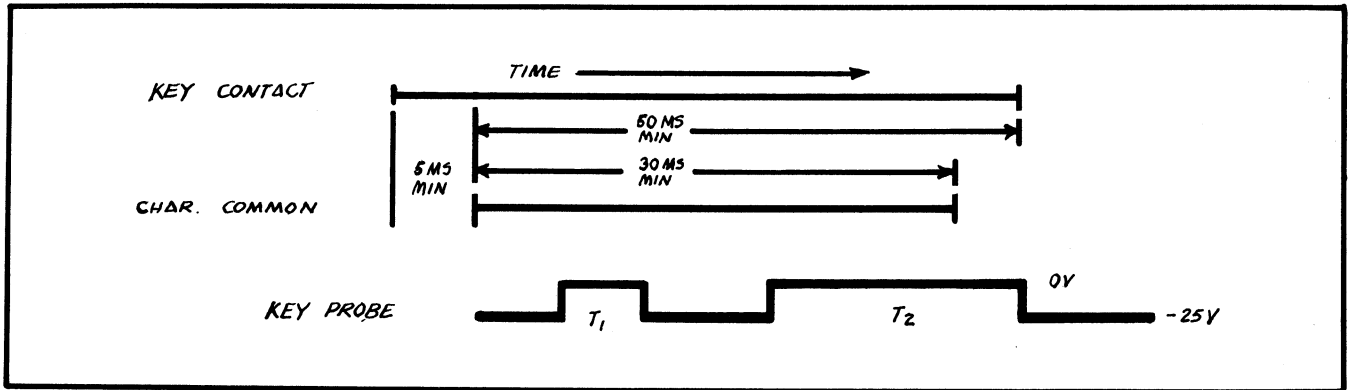 TIME
KEY CONTACT
50 MS
MIN
5 MS
MIN
30 MS
MIN
CHAR. COMMON
KEY PROBE
T1
T2
0V
-25V